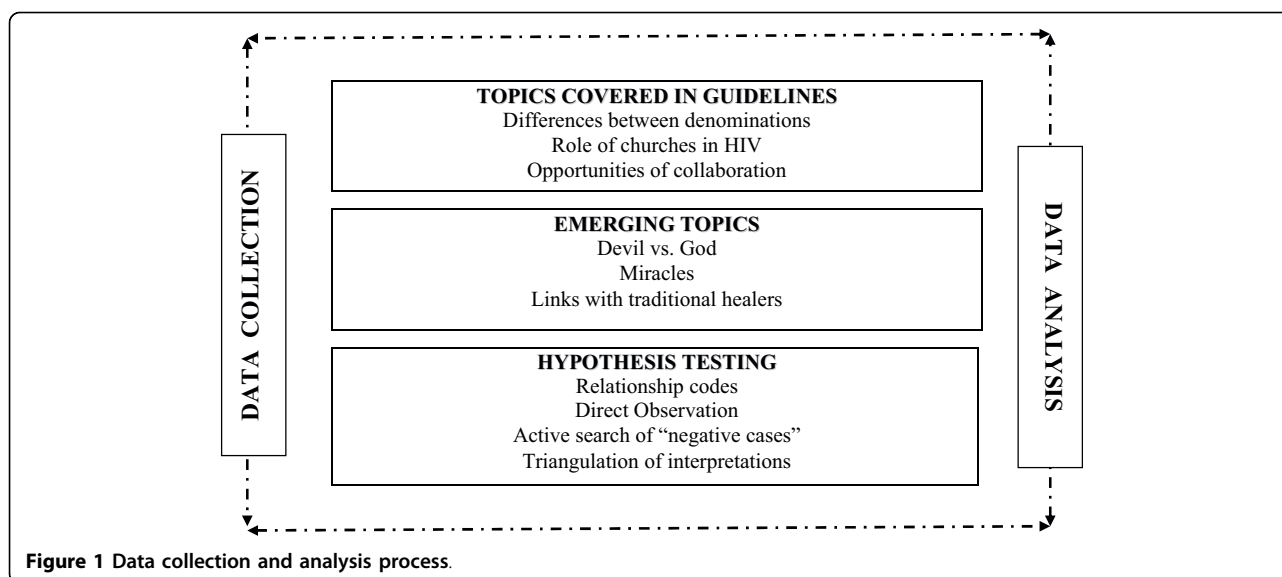 TOPICS COVERED IN GUIDELINES
Differences between denominations
Role of churches in HIV
Opportunities of collaboration
DATA COLLECTION
EMERGING TOPICS
Devil vs. God
Miracles
Links with traditional healers
DATA ANALYSIS
HYPOTHESIS TESTING
Relationship codes
Direct Observation
Active search of “negative cases”
Triangulation of interpretations
Figure 1 Data collection and analysis process.